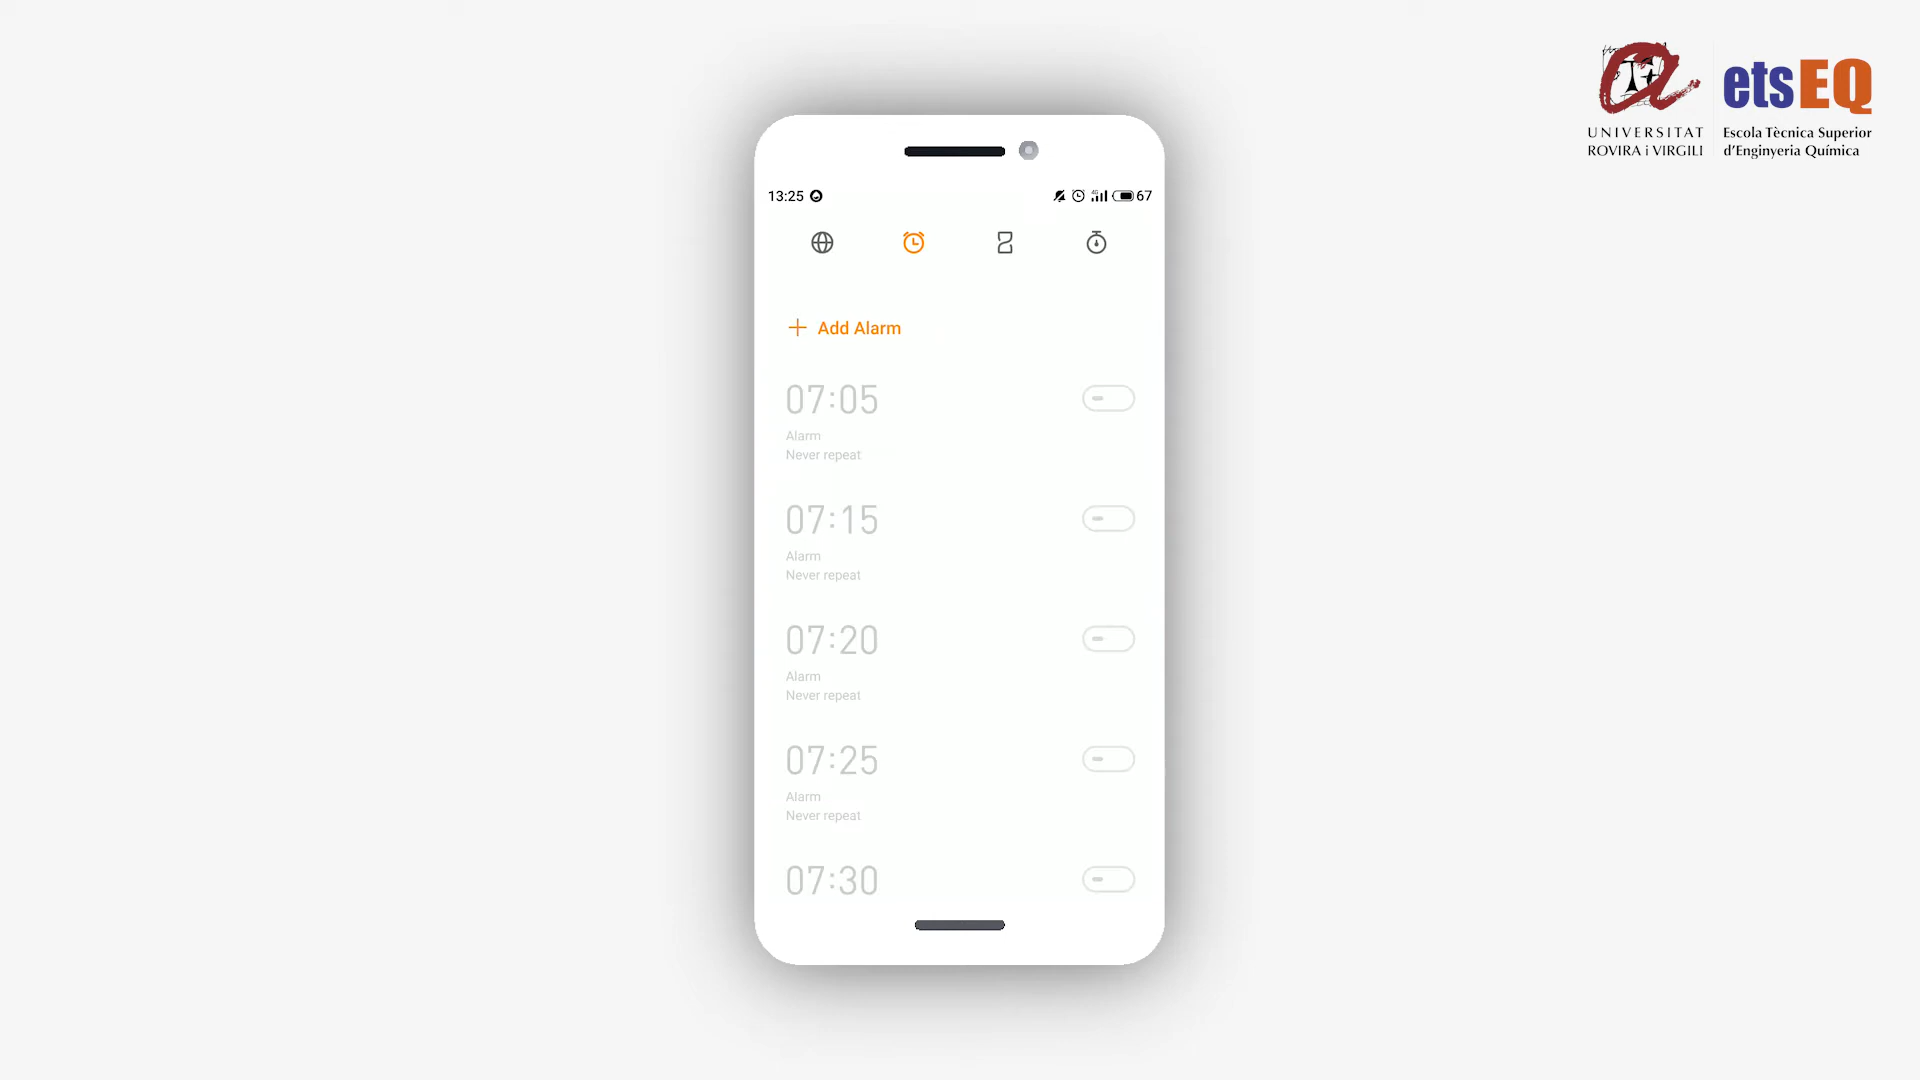 UNIVERSITAT
ROVIRA i VIRGILI
etsEQ
Escola Tècnica Superior
d'Enginyeria Química
13:25
4G
67
Add Alarm
07:05
Alarm
Never repeat
07:15
Alarm
Never repeat
07:20
Alarm
Never repeat
07:25
Alarm
Never repeat
07:30